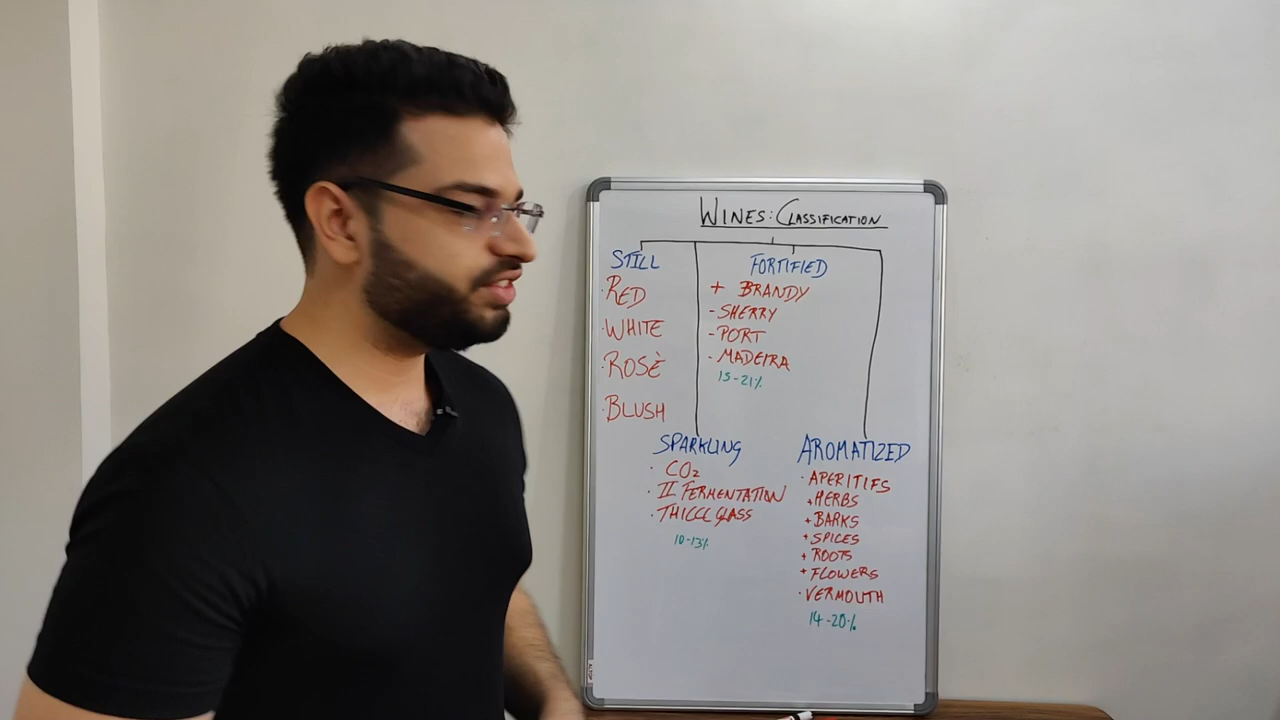 WINES: CLASSIFICATION
STILL
· RED
· WHITE
· ROSÈ
· BLUSH
FORTIFIED
+ BRANDY
- SHERRY
- PORT
- MADEIRA
15-21%
SPARKLING
· CO₂
· II FERMENTATION
· THICCC GLASS
10-13%
AROMATIZED
· APERITIFS
+ HERBS
+ BARKS
+ SPICES
+ ROOTS
+ FLOWERS
· VERMOUTH
14-20%